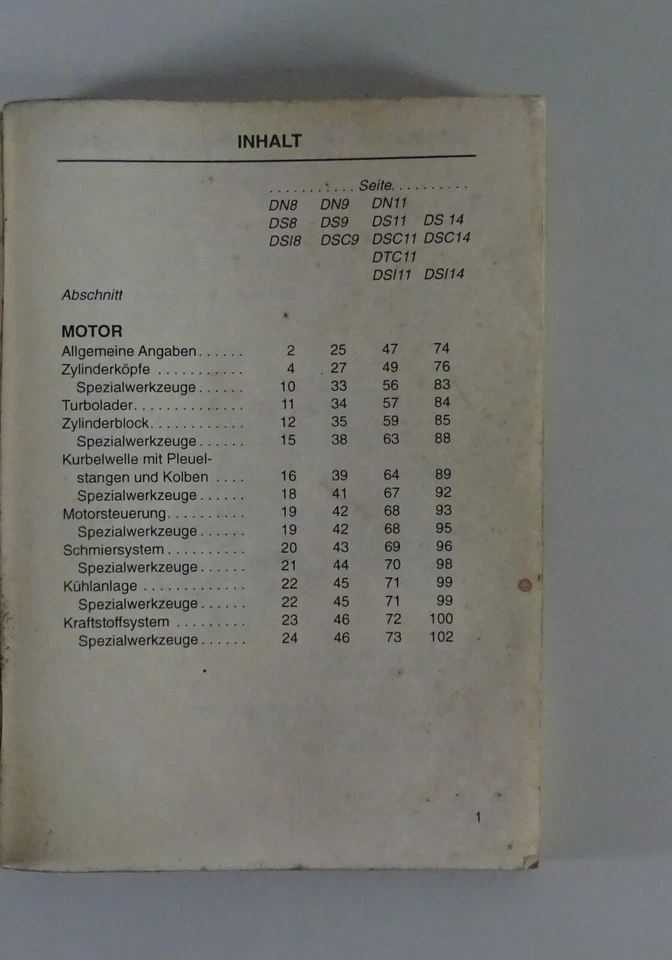 INHALT
. . . . . . . . . . . Seite. . . . . . . . . .
DN8 DN9 DN11
DS8 DS9 DS11 DS 14
DSI8 DSC9 DSC11 DSC14
DTC11
DSI11 DSI14
Abschnitt
MOTOR
Allgemeine Angaben . . . . . . 2 25 47 74
Zylinderköpfe . . . . . . . . . . . 4 27 49 76
Spezialwerkzeuge . . . . . . 10 33 56 83
Turbolader. . . . . . . . . . . . . . 11 34 57 84
Zylinderblock. . . . . . . . . . . . 12 35 59 85
Spezialwerkzeuge . . . . . . 15 38 63 88
Kurbelwelle mit Pleuel-
stangen und Kolben . . . . 16 39 64 89
Spezialwerkzeuge . . . . . . 18 41 67 92
Motorsteuerung. . . . . . . . . . 19 42 68 93
Spezialwerkzeuge . . . . . . 19 42 68 95
Schmiersystem . . . . . . . . . . 20 43 69 96
Spezialwerkzeuge . . . . . . 21 44 70 98
Kühlanlage . . . . . . . . . . . . . 22 45 71 99
Spezialwerkzeuge . . . . . . 22 45 71 99
Kraftstoffsystem . . . . . . . . . 23 46 72 100
Spezialwerkzeuge . . . . . . 24 46 73 102
1